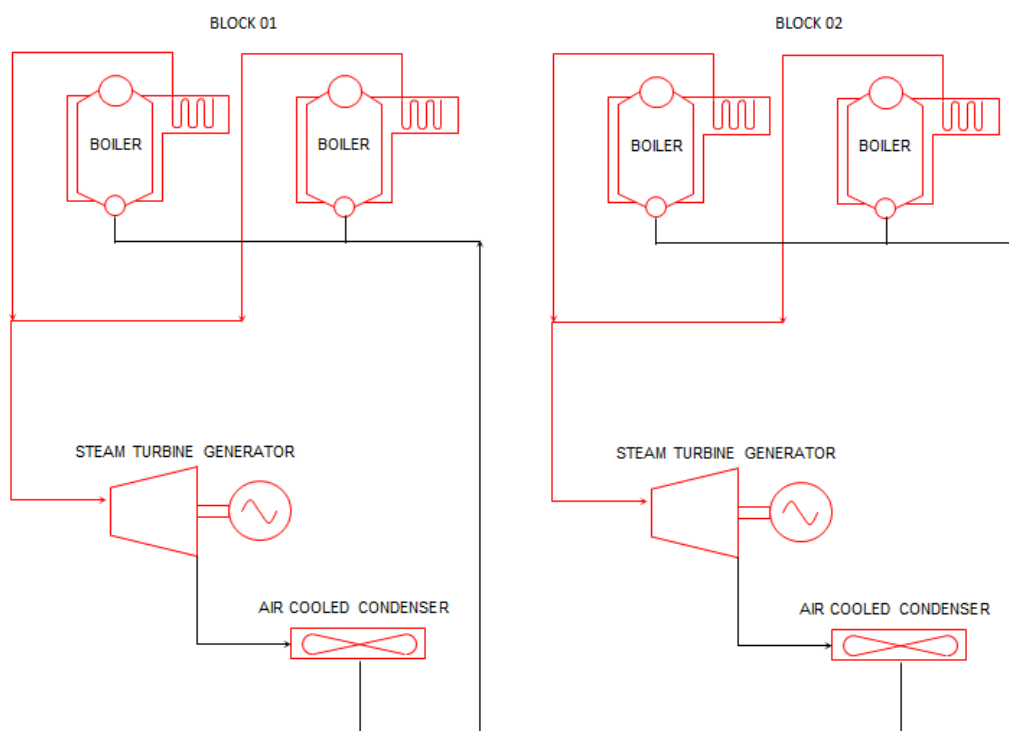 BLOCK 01
BLOCK 02
BOILER
BOILER
BOILER
BOILER
STEAM TURBINE GENERATOR
STEAM TURBINE GENERATOR
AIR COOLED CONDENSER
AIR COOLED CONDENSER